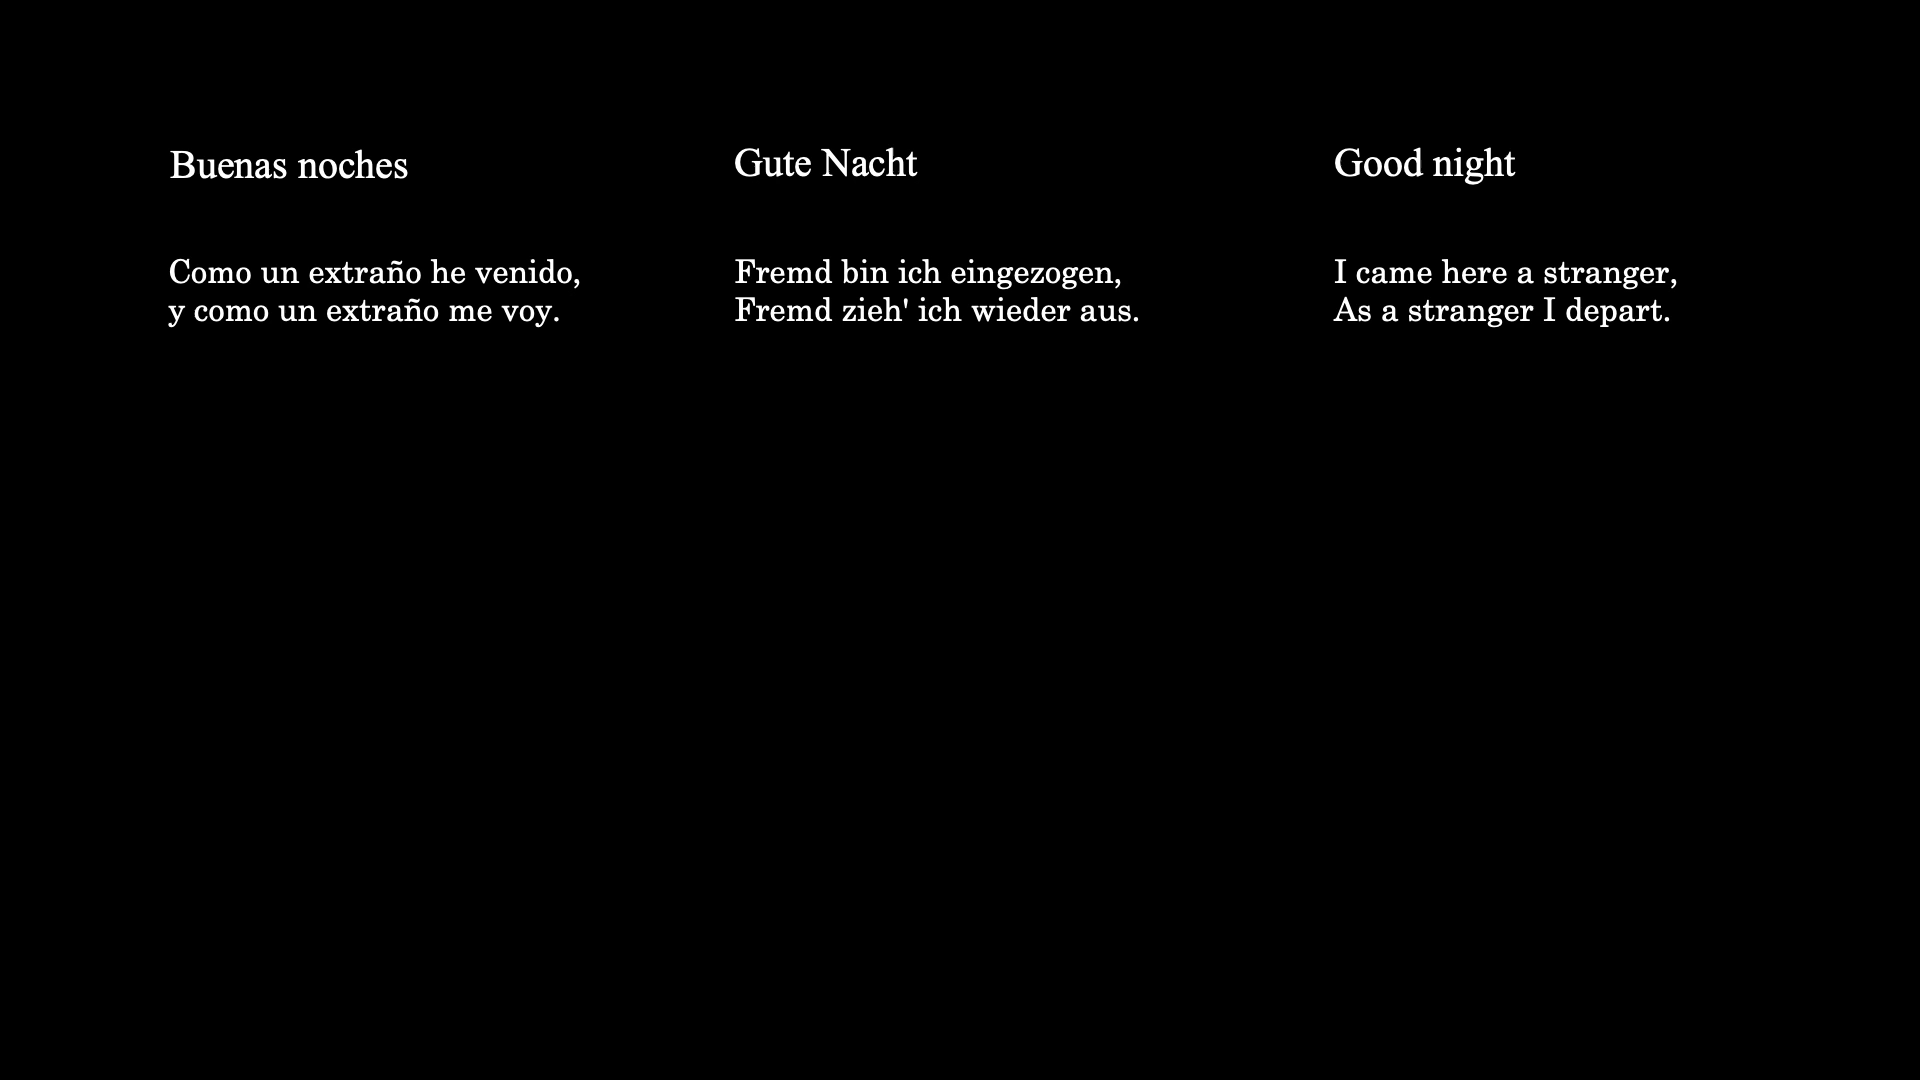 Buenas noches
Como un extraño he venido,
y como un extraño me voy.
Gute Nacht
Fremd bin ich eingezogen,
Fremd zieh' ich wieder aus.
Good night
I came here a stranger,
As a stranger I depart.